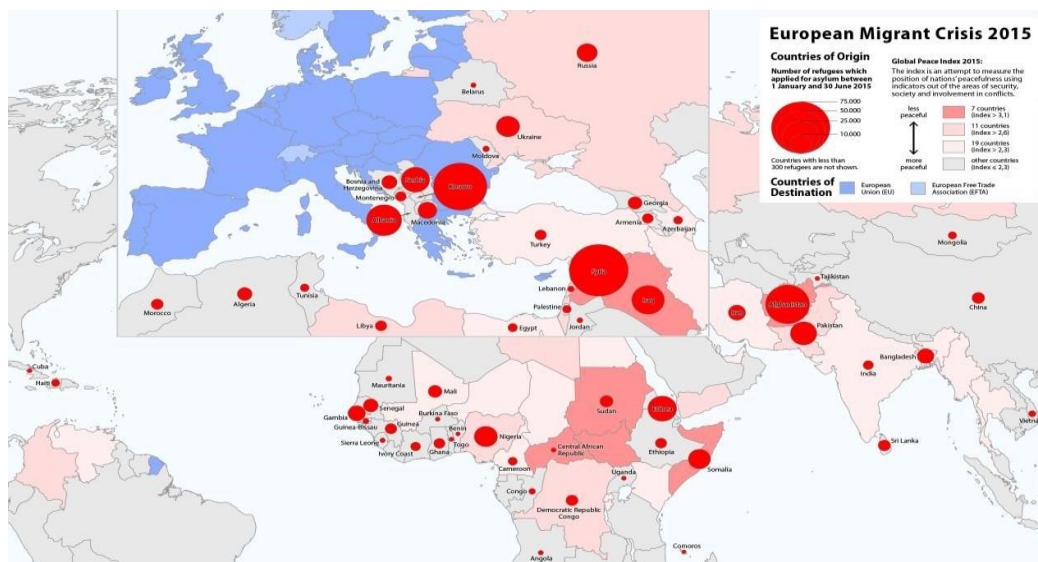 European Migrant Crisis 2015
Countries of Origin
Number of refugees which
applied for asylum between
1 January and 30 June 2015
75.000
50.000
25.000
10.000
Countries with less than
300 refugees are not shown.
Global Peace Index 2015:
The index is an attempt to measure the
position of nations' peacefulness using
indicators out of the areas of security,
society and involvement in conflicts.
less
peaceful
more
peaceful
7 countries
(index > 3,1)
11 countries
(index > 2,6)
19 countries
(index > 2,3)
other countries
(index ≤ 2,3)
Countries of
Destination
European
Union (EU)
European Free Trade
Association (EFTA)
Russia
Belarus
Ukraine
Moldova
Bosnia and
Herzegovina
Serbia
Kosovo
Montenegro
Albania
Macedonia
Georgia
Armenia
Azerbaijan
Turkey
Syria
Lebanon
Iraq
Palestine
Jordan
Morocco
Algeria
Tunisia
Libya
Egypt
Iran
Afghanistan
Tajikistan
Pakistan
Mongolia
China
India
Bangladesh
Vietnam
Sri Lanka
Cuba
Haiti
Mauritania
Mali
Senegal
Gambia
Guinea-Bissau
Guinea
Burkina Faso
Sierra Leone
Ivory Coast
Ghana
Benin
Togo
Nigeria
Cameroon
Sudan
Eritrea
Central African
Republic
Ethiopia
Somalia
Uganda
Congo
Democratic Republic
Congo
Angola
Comoros